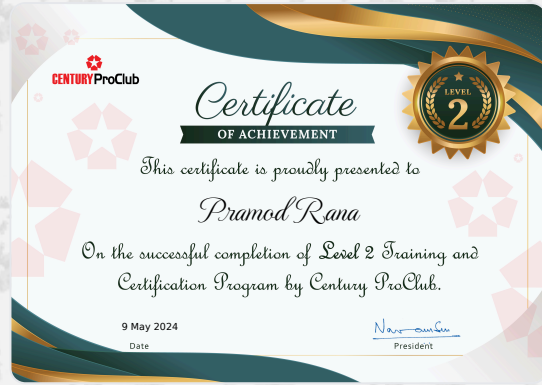 CENTURY ProClub
Certificate
OF ACHIEVEMENT
LEVEL
2
This certificate is proudly presented to
Pramod Rana
On the successful completion of Level 2 Training and
Certification Program by Century ProClub.
9 May 2024
Date
President